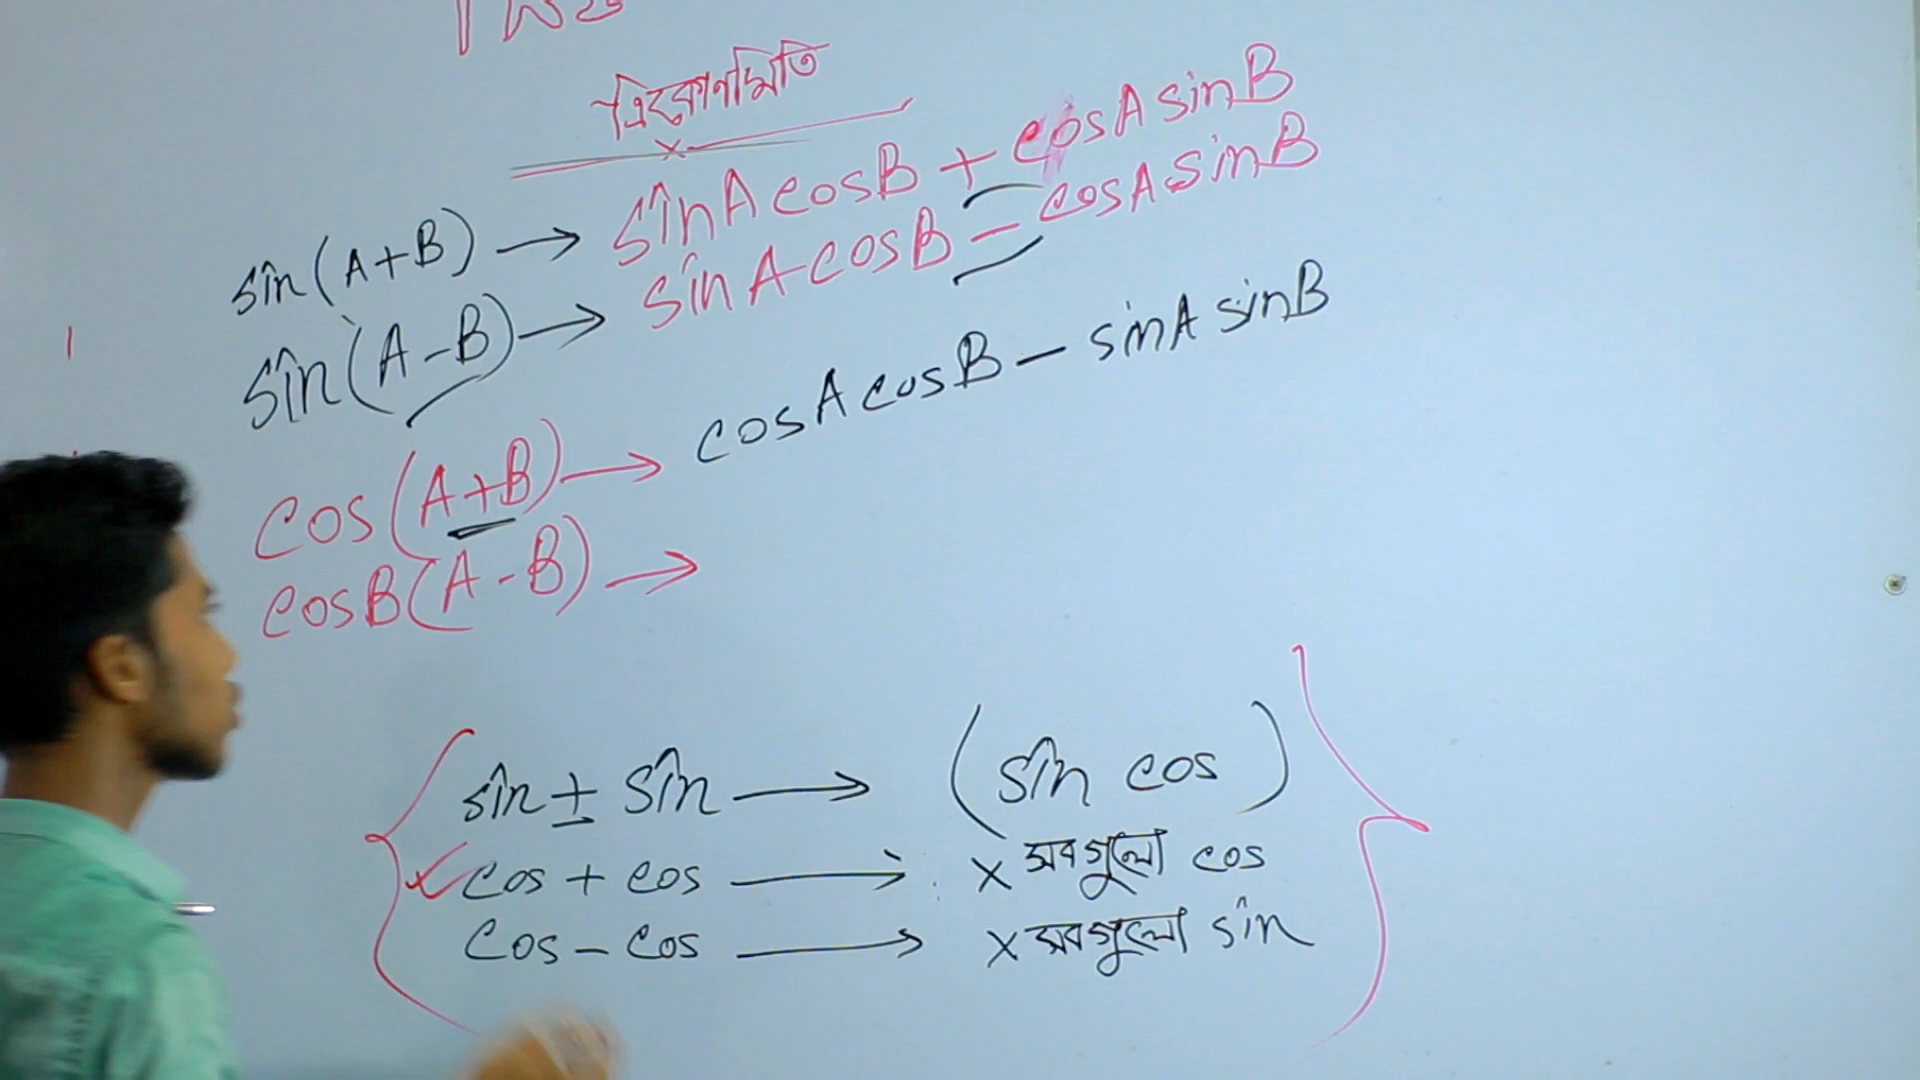 ত্রিকোণমিতি
sin(A+B) → sinA cosB + cosA sinB
sin(A-B) → sinA cosB - cosA sinB
cos(A+B) → cosA cosB - sinA sinB
cosB(A-B) →
sin ± sin → (sin cos)
cos + cos → × সবগুলো cos
cos - cos → × সবগুলো sin